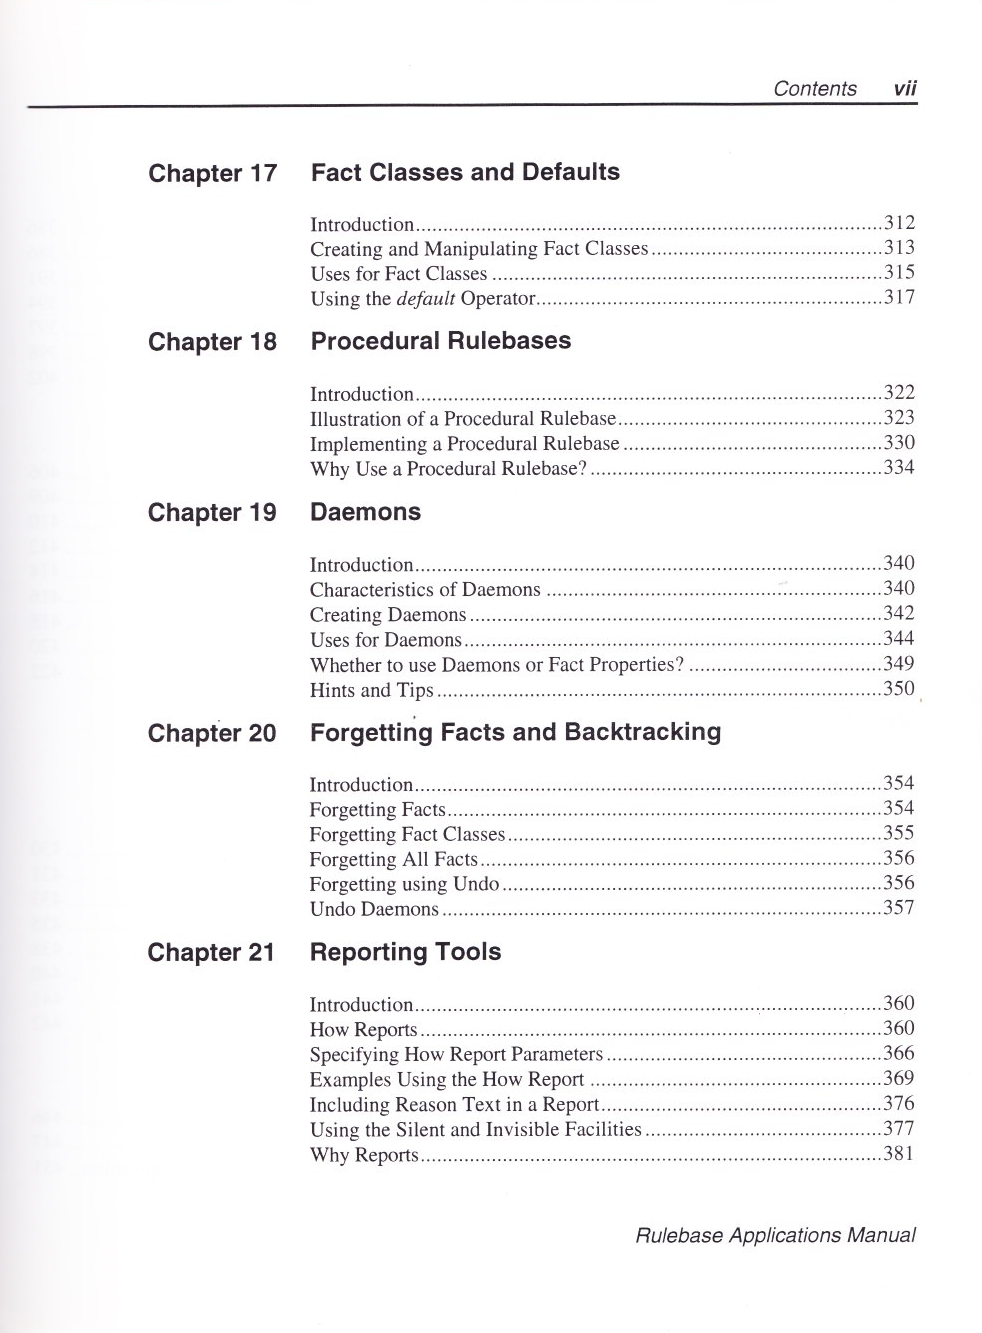 Contents vii
Chapter 17 Fact Classes and Defaults
Introduction........................................................................................312
Creating and Manipulating Fact Classes............................................313
Uses for Fact Classes ..........................................................................315
Using the default Operator..................................................................317
Chapter 18 Procedural Rulebases
Introduction........................................................................................322
Illustration of a Procedural Rulebase..................................................323
Implementing a Procedural Rulebase.................................................330
Why Use a Procedural Rulebase?.......................................................334
Chapter 19 Daemons
Introduction........................................................................................340
Characteristics of Daemons ................................................................340
Creating Daemons..............................................................................342
Uses for Daemons...............................................................................344
Whether to use Daemons or Fact Properties? ....................................349
Hints and Tips....................................................................................350
Chapter 20 Forgetting Facts and Backtracking
Introduction........................................................................................354
Forgetting Facts..................................................................................354
Forgetting Fact Classes.......................................................................355
Forgetting All Facts............................................................................356
Forgetting using Undo........................................................................356
Undo Daemons...................................................................................357
Chapter 21 Reporting Tools
Introduction........................................................................................360
How Reports.......................................................................................360
Specifying How Report Parameters....................................................366
Examples Using the How Report .......................................................369
Including Reason Text in a Report.....................................................376
Using the Silent and Invisible Facilities.............................................377
Why Reports.......................................................................................381
Rulebase Applications Manual